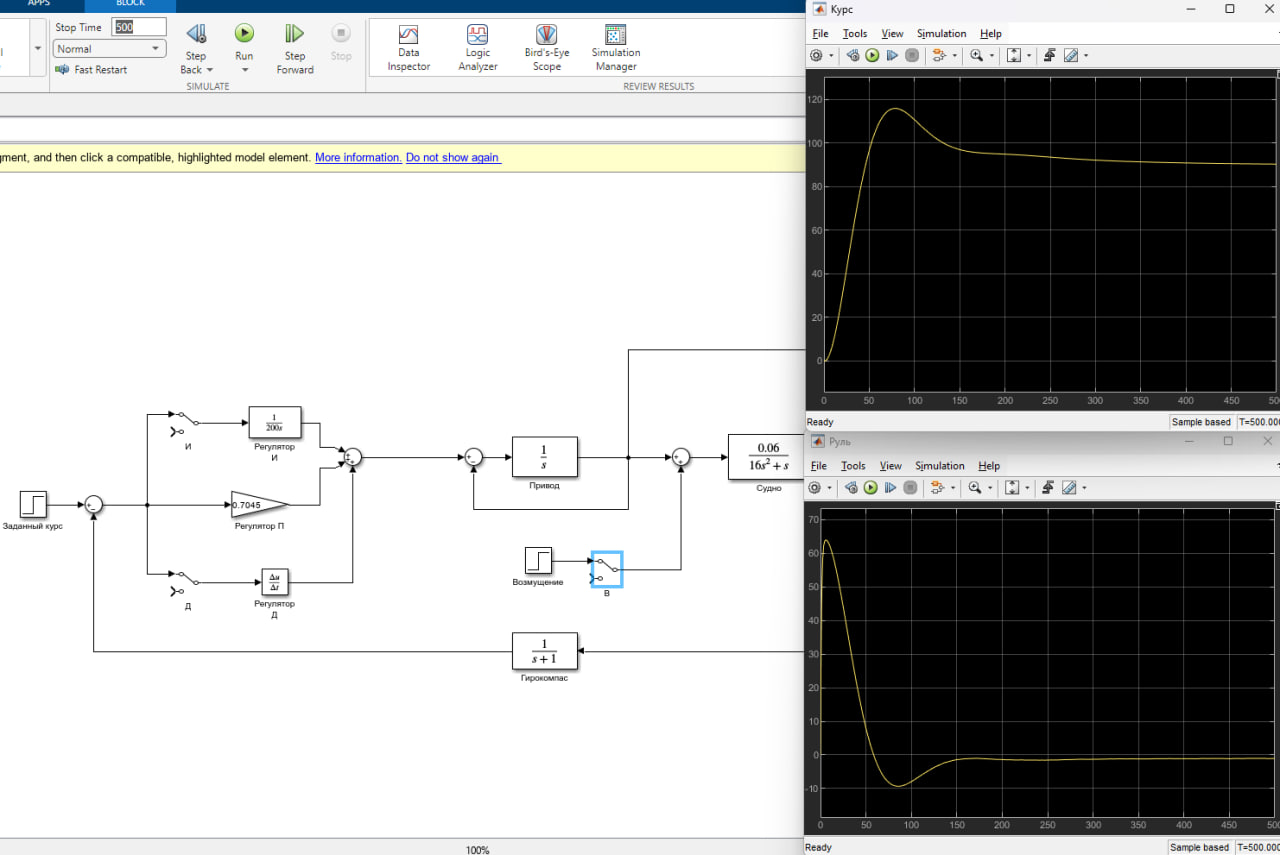 APPS
BLOCK
Stop Time 500
Normal
Fast Restart
Step
Back
Run
Step
Forward
Stop
SIMULATE
Data
Inspector
Logic
Analyzer
Bird's-Eye
Scope
Simulation
Manager
REVIEW RESULTS
gment, and then click a compatible, highlighted model element. More information. Do not show again
Заданный курс
И
1
200s
Регулятор
И
0.7045
Регулятор П
Д
Δu
Δt
Регулятор
Д
1
s
Привод
0.06
16s² + s
Судно
Возмущение
В
1
s + 1
Гирокомпас
100%
Курс
File Tools View Simulation Help
120
100
80
60
40
20
0
0 50 100 150 200 250 300 350 400 450 50
Ready
Sample based T=500.000
Руль
File Tools View Simulation Help
70
60
50
40
30
20
10
0
-10
0 50 100 150 200 250 300 350 400 450 50
Ready
Sample based T=500.000